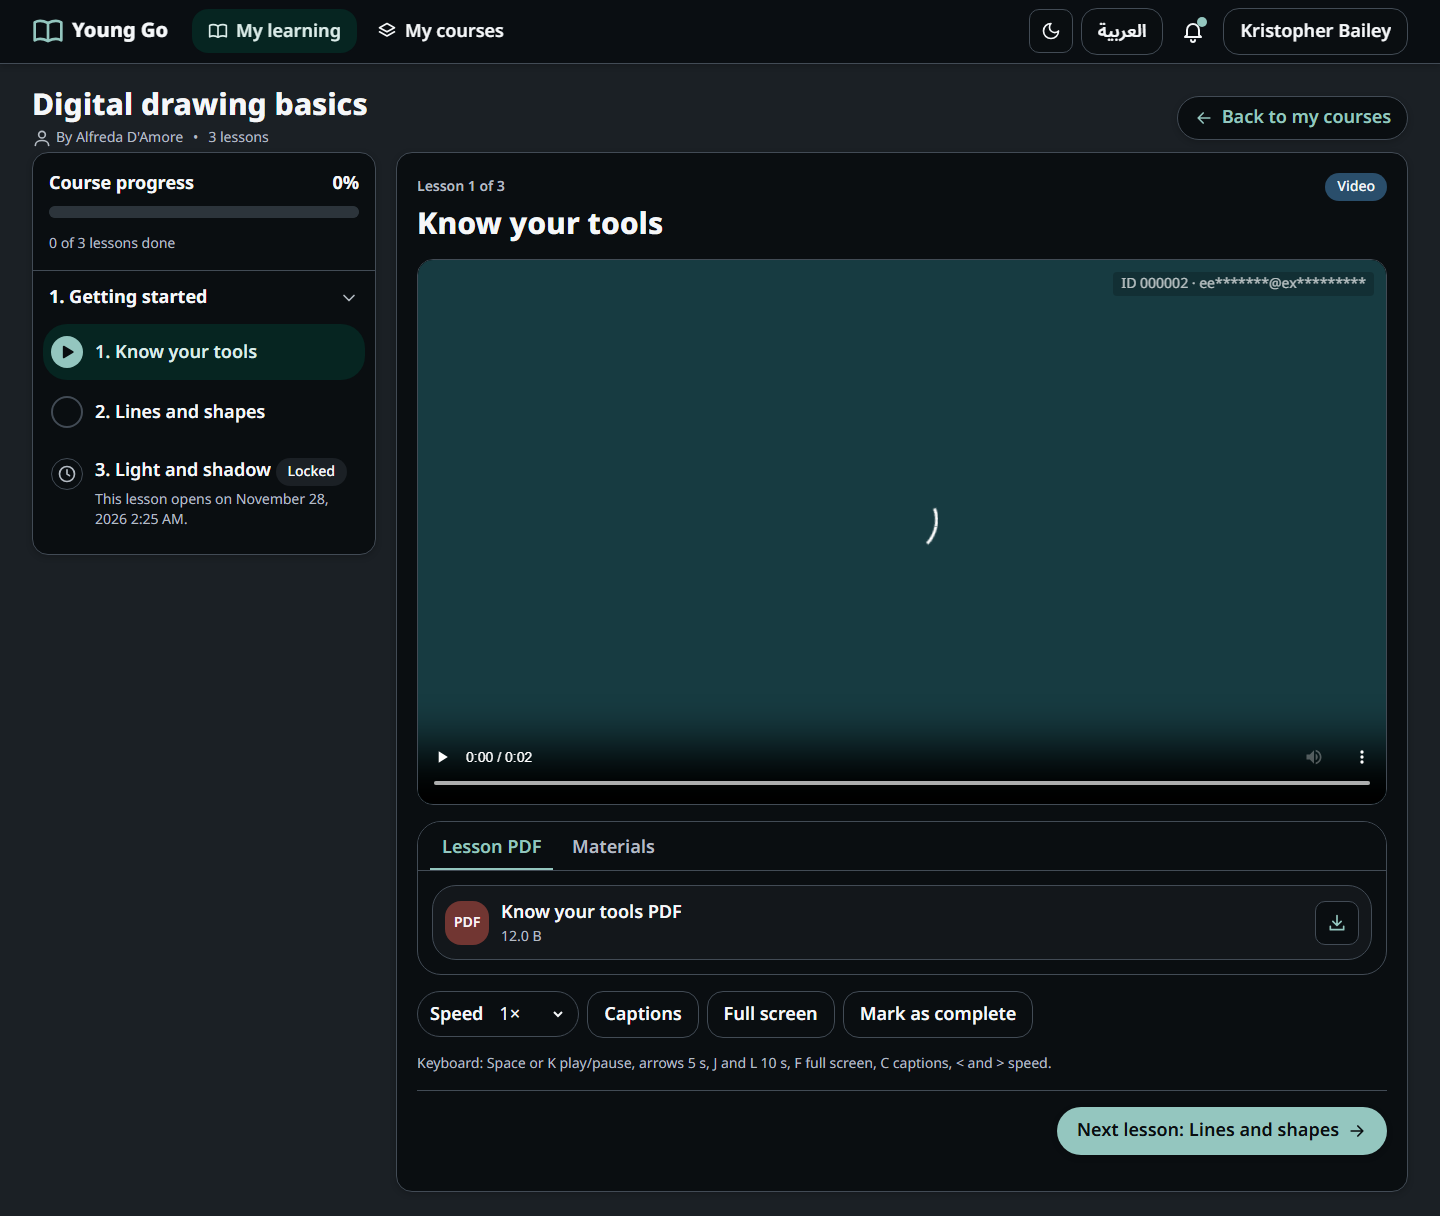 Young Go
My learning
My courses
العربية
Kristopher Bailey
Digital drawing basics
By Alfreda D'Amore • 3 lessons
Back to my courses
Course progress 0%
0 of 3 lessons done
1. Getting started
1. Know your tools
2. Lines and shapes
3. Light and shadow Locked
This lesson opens on November 28,
2026 2:25 AM.
Lesson 1 of 3
Video
Know your tools
ID 000002 · ee*******@ex*********
0:00 / 0:02
Lesson PDF
Materials
PDF
Know your tools PDF
12.0 B
Speed 1×
Captions
Full screen
Mark as complete
Keyboard: Space or K play/pause, arrows 5 s, J and L 10 s, F full screen, C captions, < and > speed.
Next lesson: Lines and shapes